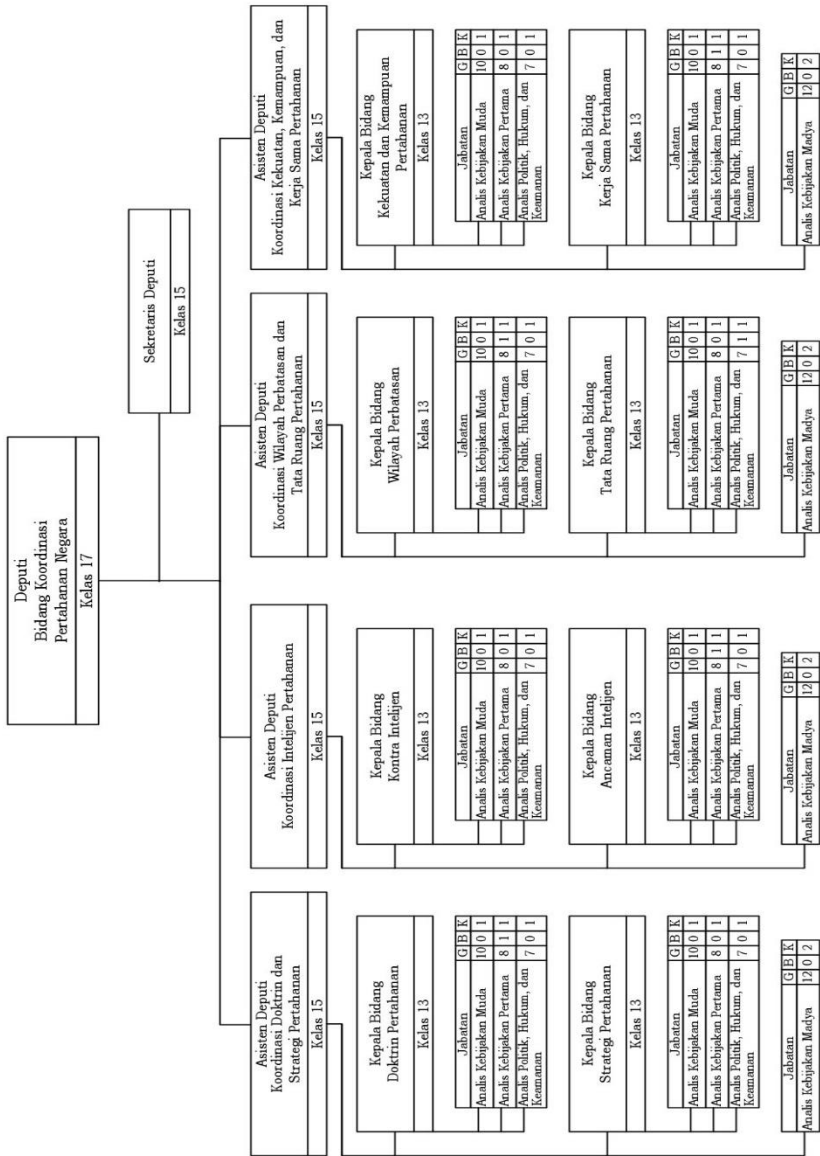 Deputi
Bidang Koordinasi
Pertahanan Negara
Kelas 17
Sekretaris Deputi
Kelas 15
Asisten Deputi
Koordinasi Doktrin dan
Strategi Pertahanan
Kelas 15
Kepala Bidang
Doktrin Pertahanan
Kelas 13
Jabatan G B K
Analis Kebijakan Muda 10 0 1
Analis Kebijakan Pertama 8 1 1
Analis Politik, Hukum, dan 7 0 1
Keamanan
Kepala Bidang
Strategi Pertahanan
Kelas 13
Jabatan G B K
Analis Kebijakan Muda 10 0 1
Analis Kebijakan Pertama 8 0 1
Analis Politik, Hukum, dan 7 0 1
Keamanan
Jabatan G B K
Analis Kebijakan Madya 12 0 2
Asisten Deputi
Koordinasi Intelijen Pertahanan
Kelas 15
Kepala Bidang
Kontra Intelijen
Kelas 13
Jabatan G B K
Analis Kebijakan Muda 10 0 1
Analis Kebijakan Pertama 8 0 1
Analis Politik, Hukum, dan 7 0 1
Keamanan
Kepala Bidang
Ancaman Intelijen
Kelas 13
Jabatan G B K
Analis Kebijakan Muda 10 0 1
Analis Kebijakan Pertama 8 1 1
Analis Politik, Hukum, dan 7 0 1
Keamanan
Jabatan G B K
Analis Kebijakan Madya 12 0 2
Asisten Deputi
Koordinasi Wilayah Perbatasan dan
Tata Ruang Pertahanan
Kelas 15
Kepala Bidang
Wilayah Perbatasan
Kelas 13
Jabatan G B K
Analis Kebijakan Muda 10 0 1
Analis Kebijakan Pertama 8 1 1
Analis Politik, Hukum, dan 7 0 1
Keamanan
Kepala Bidang
Tata Ruang Pertahanan
Kelas 13
Jabatan G B K
Analis Kebijakan Muda 10 0 1
Analis Kebijakan Pertama 8 0 1
Analis Politik, Hukum, dan 7 1 1
Keamanan
Jabatan G B K
Analis Kebijakan Madya 12 0 2
Asisten Deputi
Koordinasi Kekuatan, Kemampuan, dan
Kerja Sama Pertahanan
Kelas 15
Kepala Bidang
Kekuatan dan Kemampuan
Pertahanan
Kelas 13
Jabatan G B K
Analis Kebijakan Muda 10 0 1
Analis Kebijakan Pertama 8 0 1
Analis Politik, Hukum, dan 7 0 1
Keamanan
Kepala Bidang
Kerja Sama Pertahanan
Kelas 13
Jabatan G B K
Analis Kebijakan Muda 10 0 1
Analis Kebijakan Pertama 8 1 1
Analis Politik, Hukum, dan 7 0 1
Keamanan
Jabatan G B K
Analis Kebijakan Madya 12 0 2